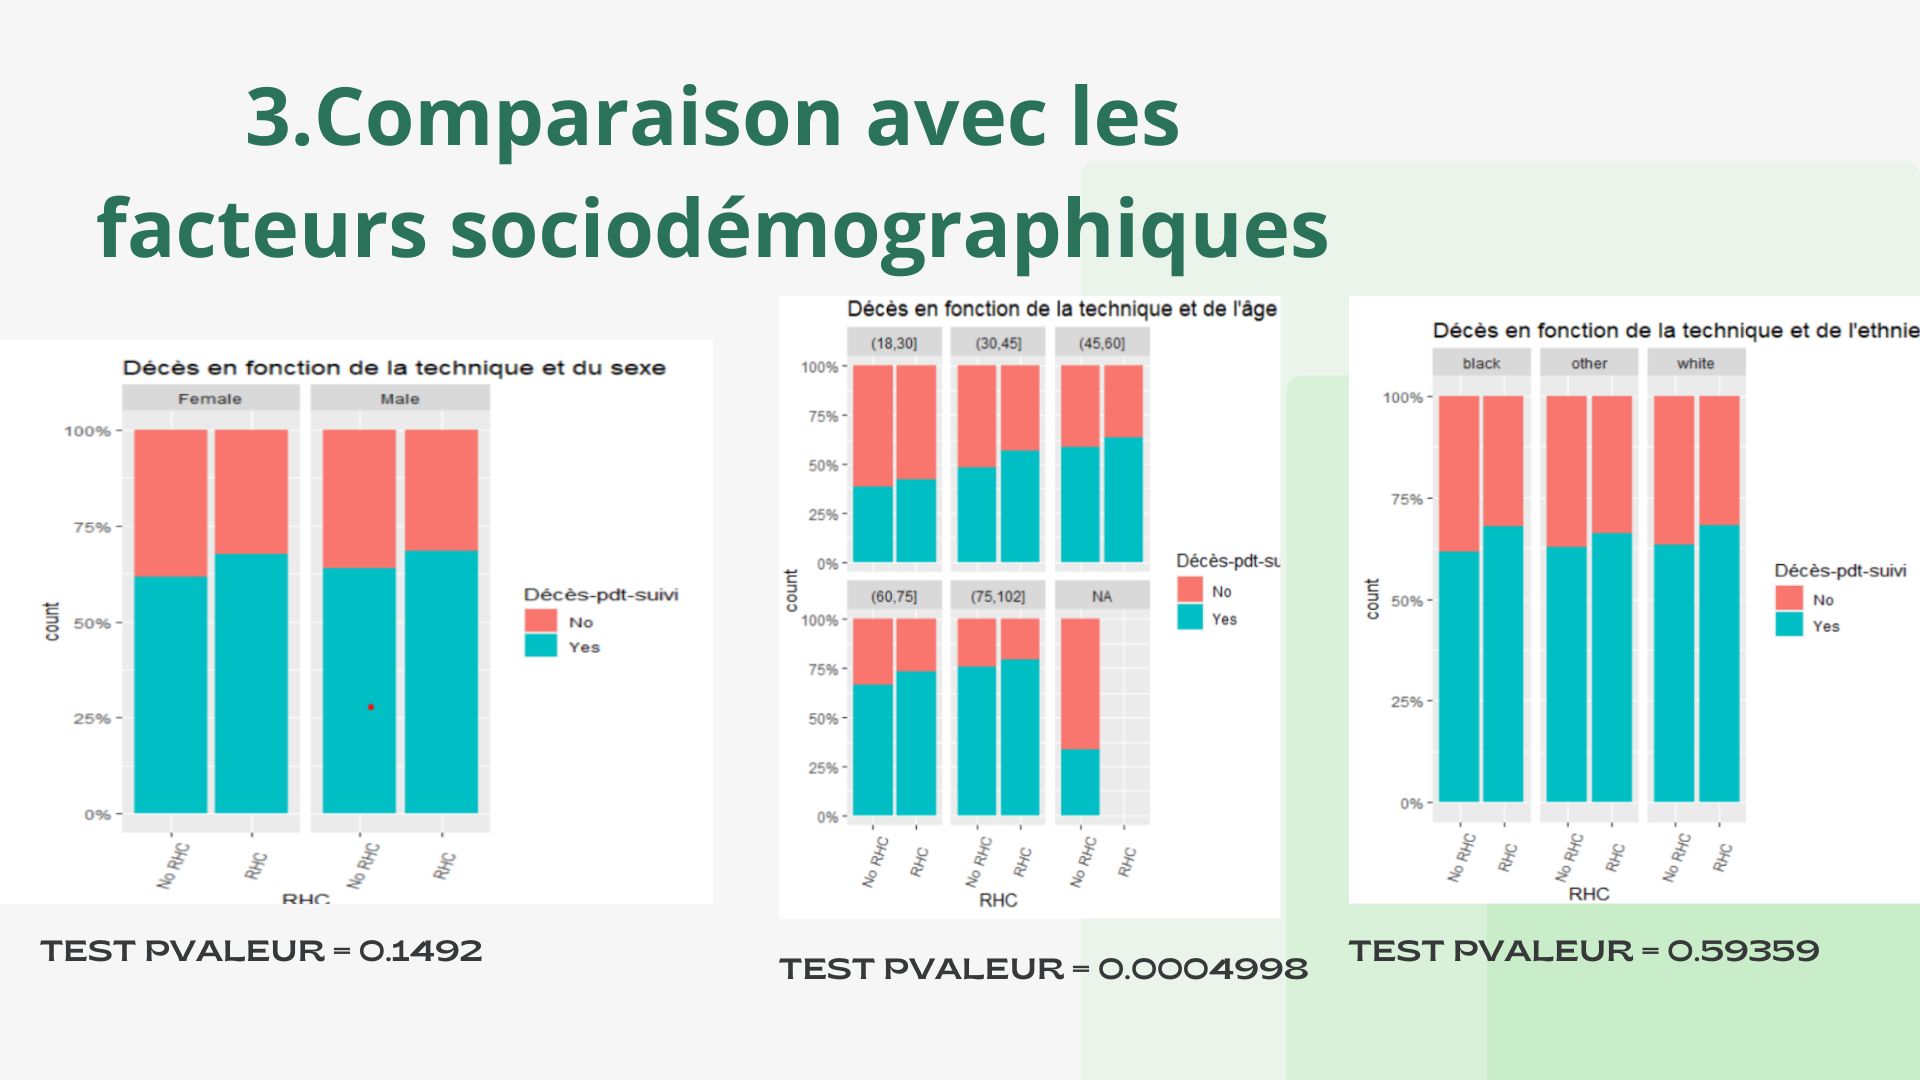 3.Comparaison avec les
facteurs sociodémographiques
Décès en fonction de la technique et du sexe
Female Male
100%
75%
50%
25%
0%
count
No RHC RHC No RHC RHC
RHC
Décès-pdt-suivi
No
Yes
TEST PVALEUR = 0.1492
Décès en fonction de la technique et de l'âge
(18,30] (30,45] (45,60]
100%
75%
50%
25%
0%
(60,75] (75,102] NA
100%
75%
50%
25%
0%
count
No RHC RHC No RHC RHC No RHC RHC
RHC
Décès-pdt-su
No
Yes
TEST PVALEUR = 0.0004998
Décès en fonction de la technique et de l'ethnie
black other white
100%
75%
50%
25%
0%
count
No RHC RHC No RHC RHC No RHC RHC
RHC
Décès-pdt-suivi
No
Yes
TEST PVALEUR = 0.59359